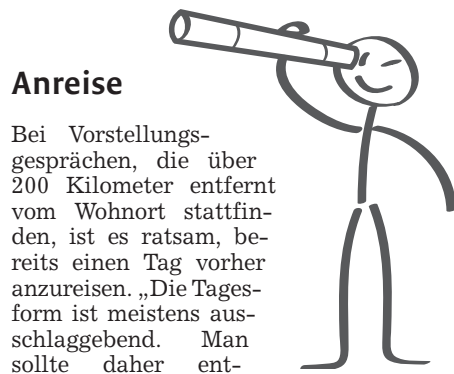 Anreise
Bei Vorstellungs-
gesprächen, die über
200 Kilometer entfernt
vom Wohnort stattfin-
den, ist es ratsam, be-
reits einen Tag vorher
anzureisen. „Die Tages-
form ist meistens aus-
schlaggebend. Man
sollte daher ent-